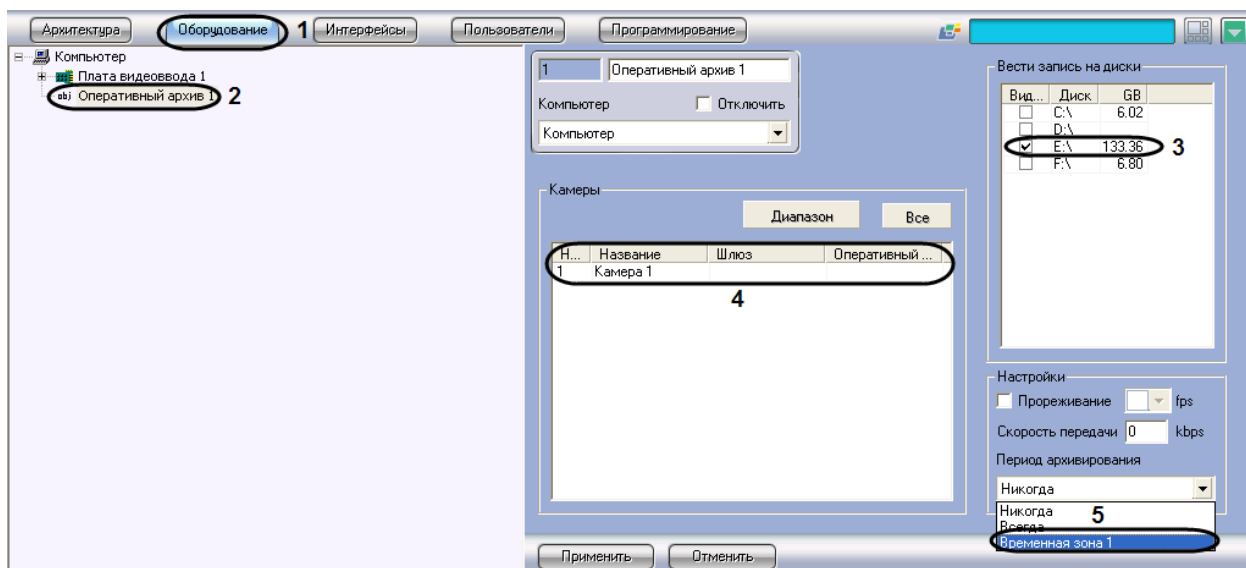 Архитектура Оборудование 1 Интерфейсы Пользователи Программирование
Компьютер
Плата видеоввода 1
obj Оперативный архив 1 2
1 Оперативный архив 1
Компьютер Отключить
Компьютер
Вести запись на диски
Вид... Диск GB
C:\ 6.02
D:\
E:\ 133.36 3
F:\ 6.80
Камеры
Диапазон Все
Н... Название Шлюз Оперативный ...
1 Камера 1
4
Настройки
Прореживание fps
Скорость передачи 0 kbps
Период архивирования
Никогда
Никогда 5
Всегда
Временная зона 1
Применить Отменить